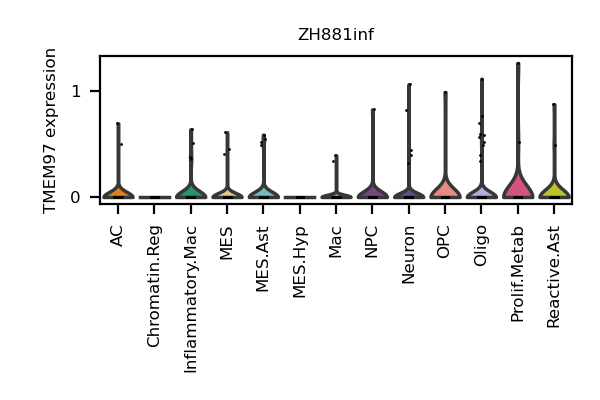 ZH881inf
TMEM97 expression
1
0
AC
Chromatin.Reg
Inflammatory.Mac
MES
MES.Ast
MES.Hyp
Mac
NPC
Neuron
OPC
Oligo
Prolif.Metab
Reactive.Ast